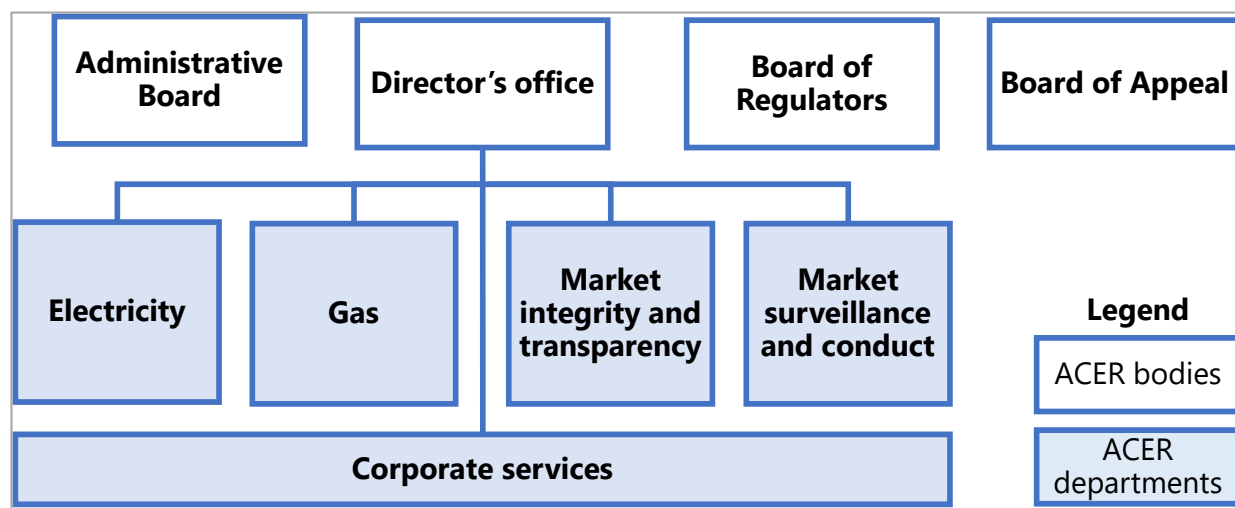 Administrative
Board
Director’s office
Board of
Regulators
Board of Appeal
Electricity
Gas
Market
integrity and
transparency
Market
surveillance
and conduct
Corporate services
Legend
ACER bodies
ACER
departments